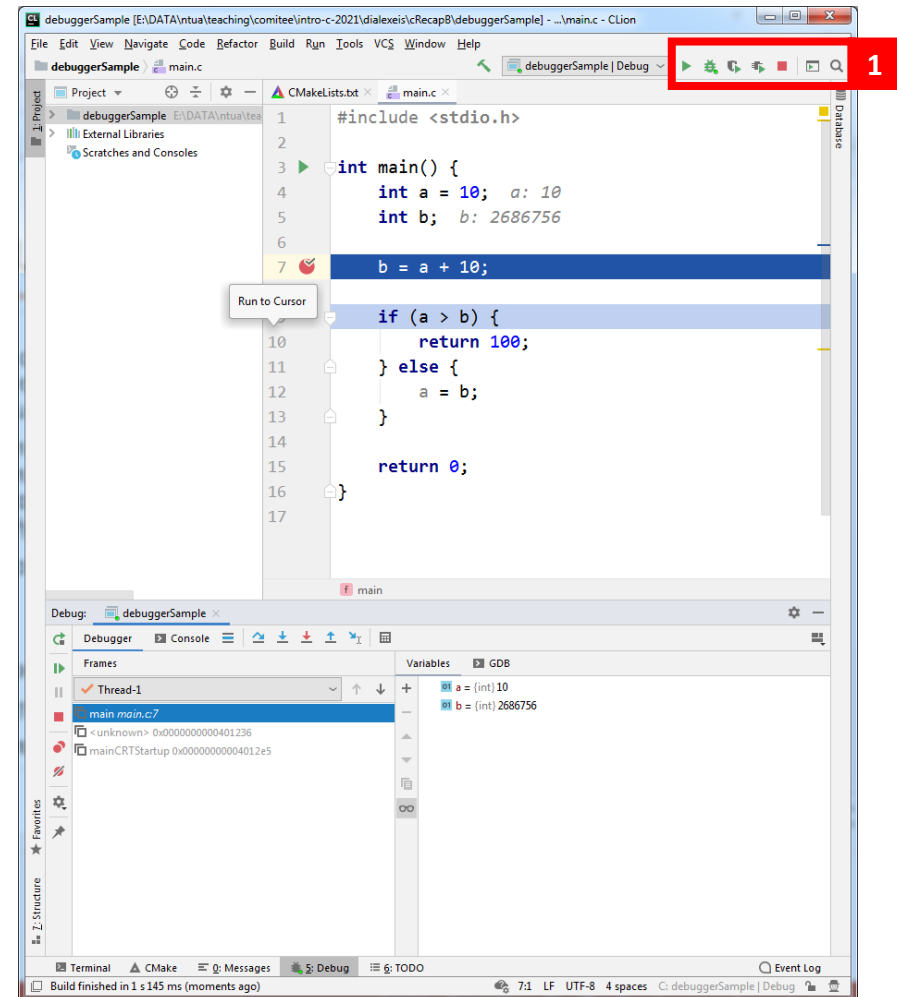 debuggerSample [E:\DATA\ntua\teaching\comitee\intro-c-2021\dialexeis\cRecapB\debuggerSample] - ...\main.c - CLion
File Edit View Navigate Code Refactor Build Run Tools VCS Window Help
debuggerSample main.c debuggerSample | Debug
1
1: Project
Project
CMakeLists.txt main.c
debuggerSample E:\DATA\ntua\tea
External Libraries
Scratches and Consoles
Database
1 #include <stdio.h>
2
3 int main() {
4 int a = 10; a: 10
5 int b; b: 2686756
6
7 b = a + 10;
Run to Cursor
if (a > b) {
10 return 100;
11 } else {
12 a = b;
13 }
14
15 return 0;
16 }
17
f main
Debug: debuggerSample
Debugger Console
Frames
Variables GDB
Thread-1
main main.c:7
<unknown> 0x0000000000401236
mainCRTStartup 0x00000000004012e5
01 a = {int} 10
01 b = {int} 2686756
Favorites
Z: Structure
Terminal CMake 0: Messages 5: Debug 6: TODO Event Log
Build finished in 1 s 145 ms (moments ago) 7:1 LF UTF-8 4 spaces C: debuggerSample | Debug